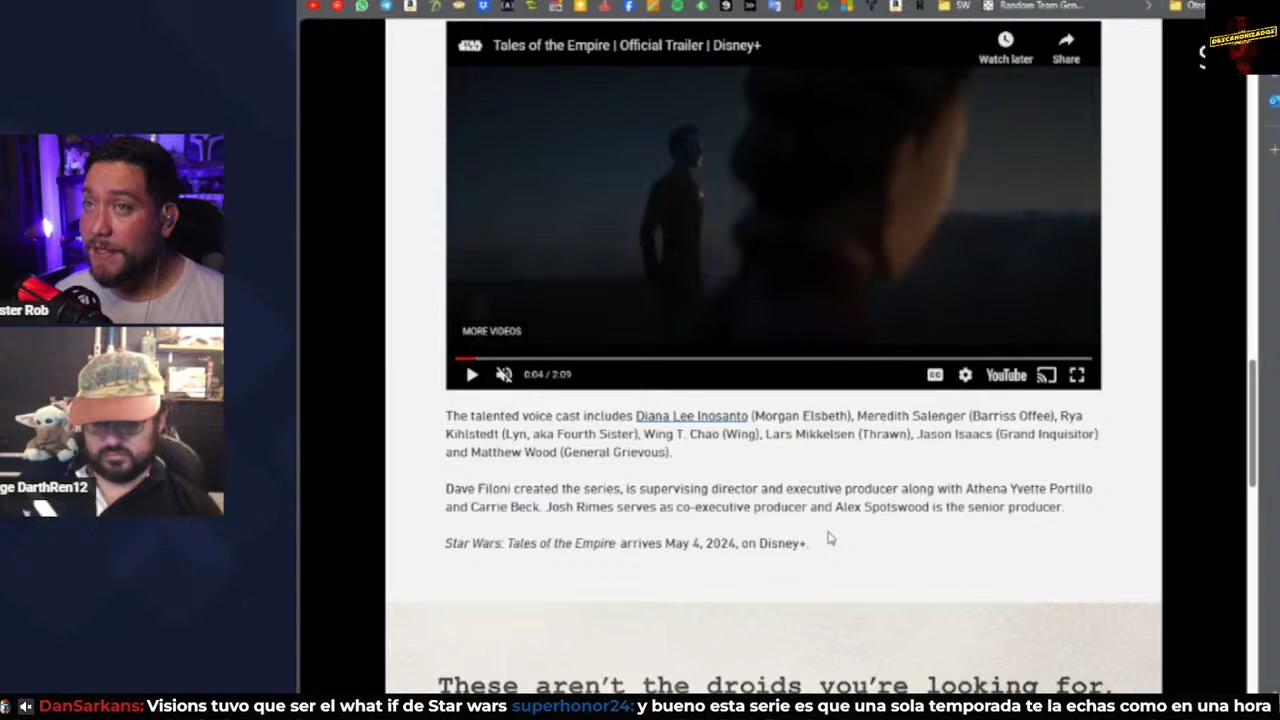 SW
Random Team Gen...
DESCANONIZADOS
Tales of the Empire | Official Trailer | Disney+
Watch later
Share
MORE VIDEOS
0:04 / 2:09
CC
YouTube
ster Rob
ge DarthRen12
The talented voice cast includes Diana Lee Inosanto (Morgan Elsbeth), Meredith Salenger (Barriss Offee), Rya
Kihlstedt (Lyn, aka Fourth Sister), Wing T. Chao (Wing), Lars Mikkelsen (Thrawn), Jason Isaacs (Grand Inquisitor)
and Matthew Wood (General Grievous).
Dave Filoni created the series, is supervising director and executive producer along with Athena Yvette Portillo
and Carrie Beck. Josh Rimes serves as co-executive producer and Alex Spotswood is the senior producer.
Star Wars: Tales of the Empire arrives May 4, 2024, on Disney+.
These aren't the droids you're looking for.
DanSarkans: Visions tuvo que ser el what if de Star wars superhonor24: y bueno esta serie es que una sola temporada te la echas como en una hora